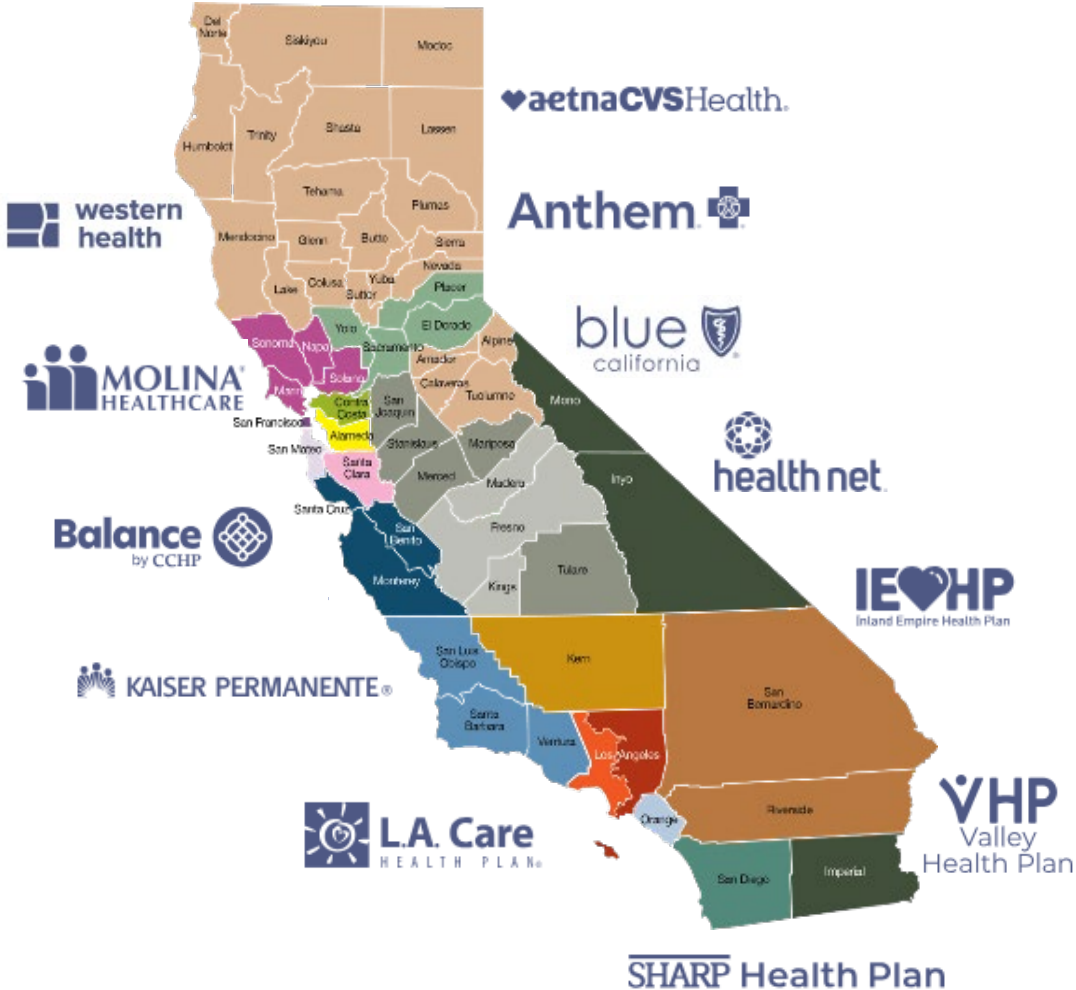 Del
Norte
Siskiyou
Modoc
aetnaCVSHealth.
Humboldt
Trinity
Shasta
Lassen
western
health
Tehama
Plumas
Anthem
Mendocino
Glenn
Butte
Sierra
Nevada
Lake
Colusa
Yuba
Sutter
Placer
blue
california
Sonoma
Napa
Yolo
El Dorado
Sacramento
Alpine
Amador
Solano
Marin
MOLINA®
HEALTHCARE
Calaveras
Tuolumne
Contra
Costa
San
Joaquin
Mono
San Francisco
Alameda
San Mateo
Stanislaus
Mariposa
health net.
Santa
Clara
Merced
Madera
Inyo
Santa Cruz
San
Benito
Fresno
Balance
by CCHP
Monterey
Kings
Tulare
IEHP
Inland Empire Health Plan
San Luis
Obispo
Kern
KAISER PERMANENTE®
San
Bernardino
Santa
Barbara
Ventura
Los Angeles
VHP
Valley
Health Plan
Orange
Riverside
L.A. Care
HEALTH PLAN®
San Diego
Imperial
SHARP Health Plan